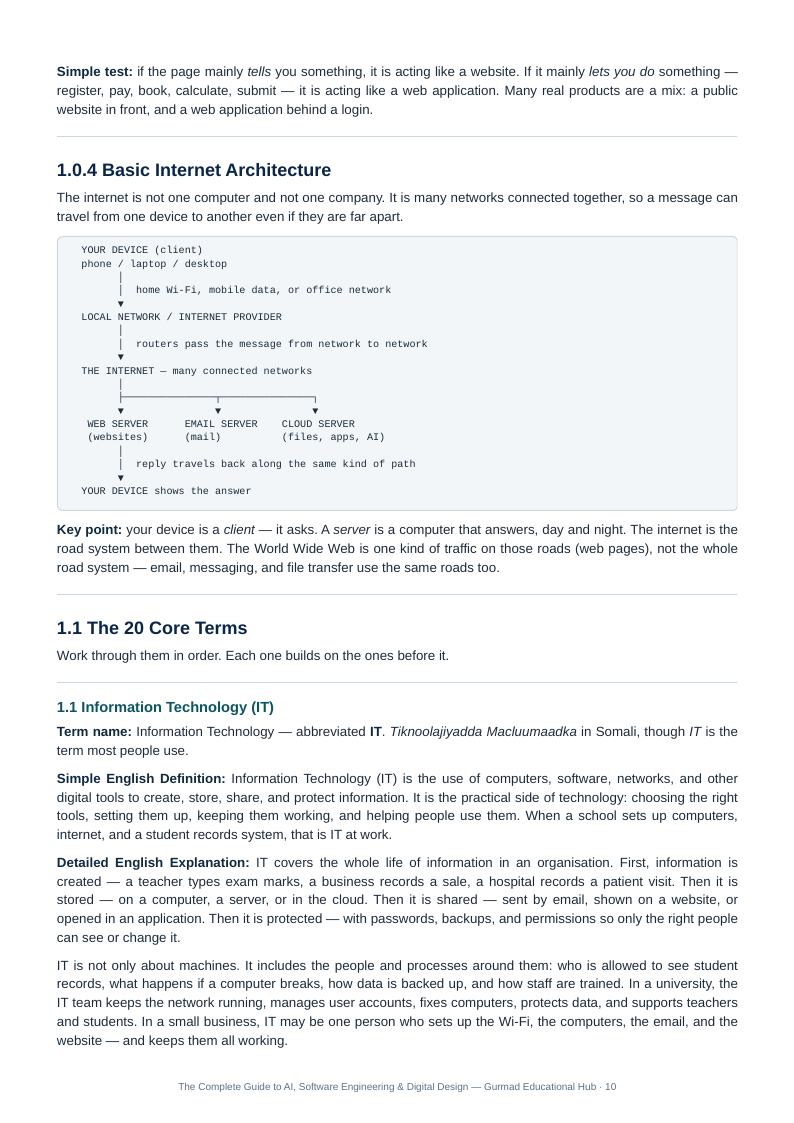 Simple test: if the page mainly tells you something, it is acting like a website. If it mainly lets you do something —
register, pay, book, calculate, submit — it is acting like a web application. Many real products are a mix: a public
website in front, and a web application behind a login.
1.0.4 Basic Internet Architecture
The internet is not one computer and not one company. It is many networks connected together, so a message can
travel from one device to another even if they are far apart.
YOUR DEVICE (client)
phone / laptop / desktop
│
│ home Wi-Fi, mobile data, or office network
▼
LOCAL NETWORK / INTERNET PROVIDER
│
│ routers pass the message from network to network
▼
THE INTERNET — many connected networks
│
├───────────────┬───────────────┐
▼ ▼ ▼
WEB SERVER EMAIL SERVER CLOUD SERVER
(websites) (mail) (files, apps, AI)
│
│ reply travels back along the same kind of path
▼
YOUR DEVICE shows the answer
Key point: your device is a client — it asks. A server is a computer that answers, day and night. The internet is the
road system between them. The World Wide Web is one kind of traffic on those roads (web pages), not the whole
road system — email, messaging, and file transfer use the same roads too.
1.1 The 20 Core Terms
Work through them in order. Each one builds on the ones before it.
1.1 Information Technology (IT)
Term name: Information Technology — abbreviated IT. Tiknoolajiyadda Macluumaadka in Somali, though IT is the
term most people use.
Simple English Definition: Information Technology (IT) is the use of computers, software, networks, and other
digital tools to create, store, share, and protect information. It is the practical side of technology: choosing the right
tools, setting them up, keeping them working, and helping people use them. When a school sets up computers,
internet, and a student records system, that is IT at work.
Detailed English Explanation: IT covers the whole life of information in an organisation. First, information is
created — a teacher types exam marks, a business records a sale, a hospital records a patient visit. Then it is
stored — on a computer, a server, or in the cloud. Then it is shared — sent by email, shown on a website, or
opened in an application. Then it is protected — with passwords, backups, and permissions so only the right people
can see or change it.
IT is not only about machines. It includes the people and processes around them: who is allowed to see student
records, what happens if a computer breaks, how data is backed up, and how staff are trained. In a university, the
IT team keeps the network running, manages user accounts, fixes computers, protects data, and supports teachers
and students. In a small business, IT may be one person who sets up the Wi-Fi, the computers, the email, and the
website — and keeps them all working.
The Complete Guide to AI, Software Engineering & Digital Design — Gurmad Educational Hub · 10